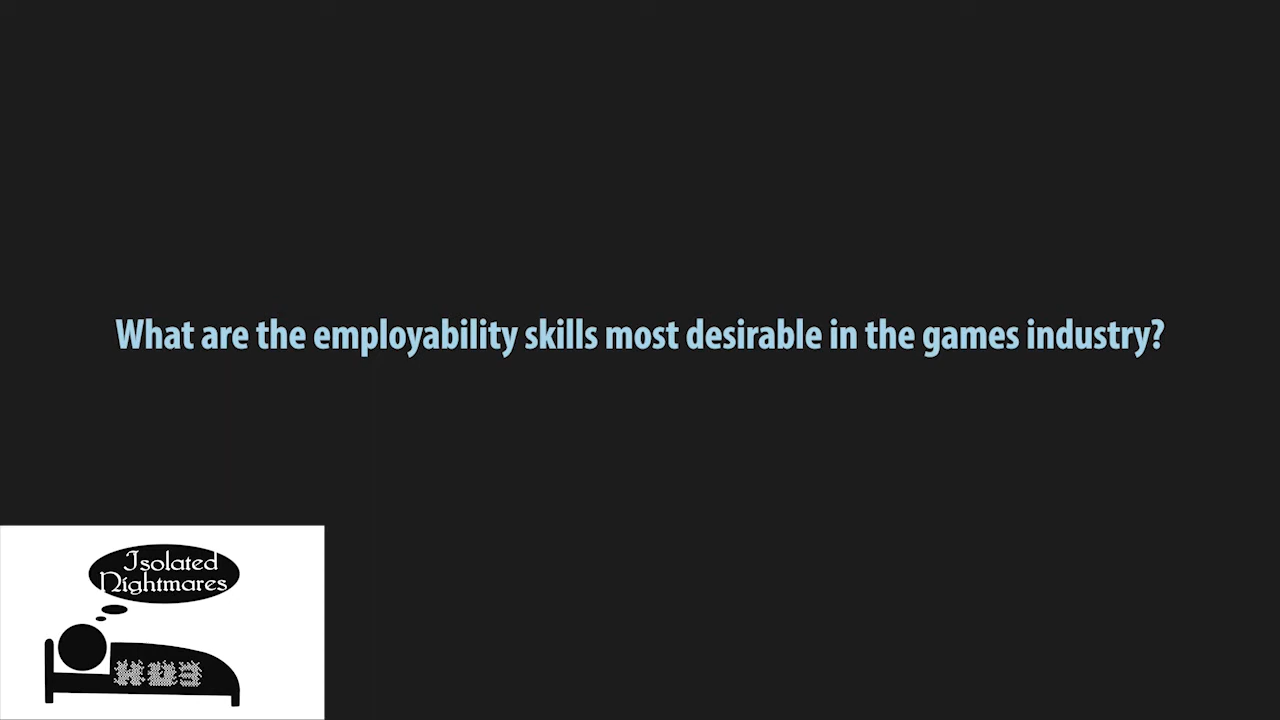 What are the employability skills most desirable in the games industry?
Isolated
Nightmares